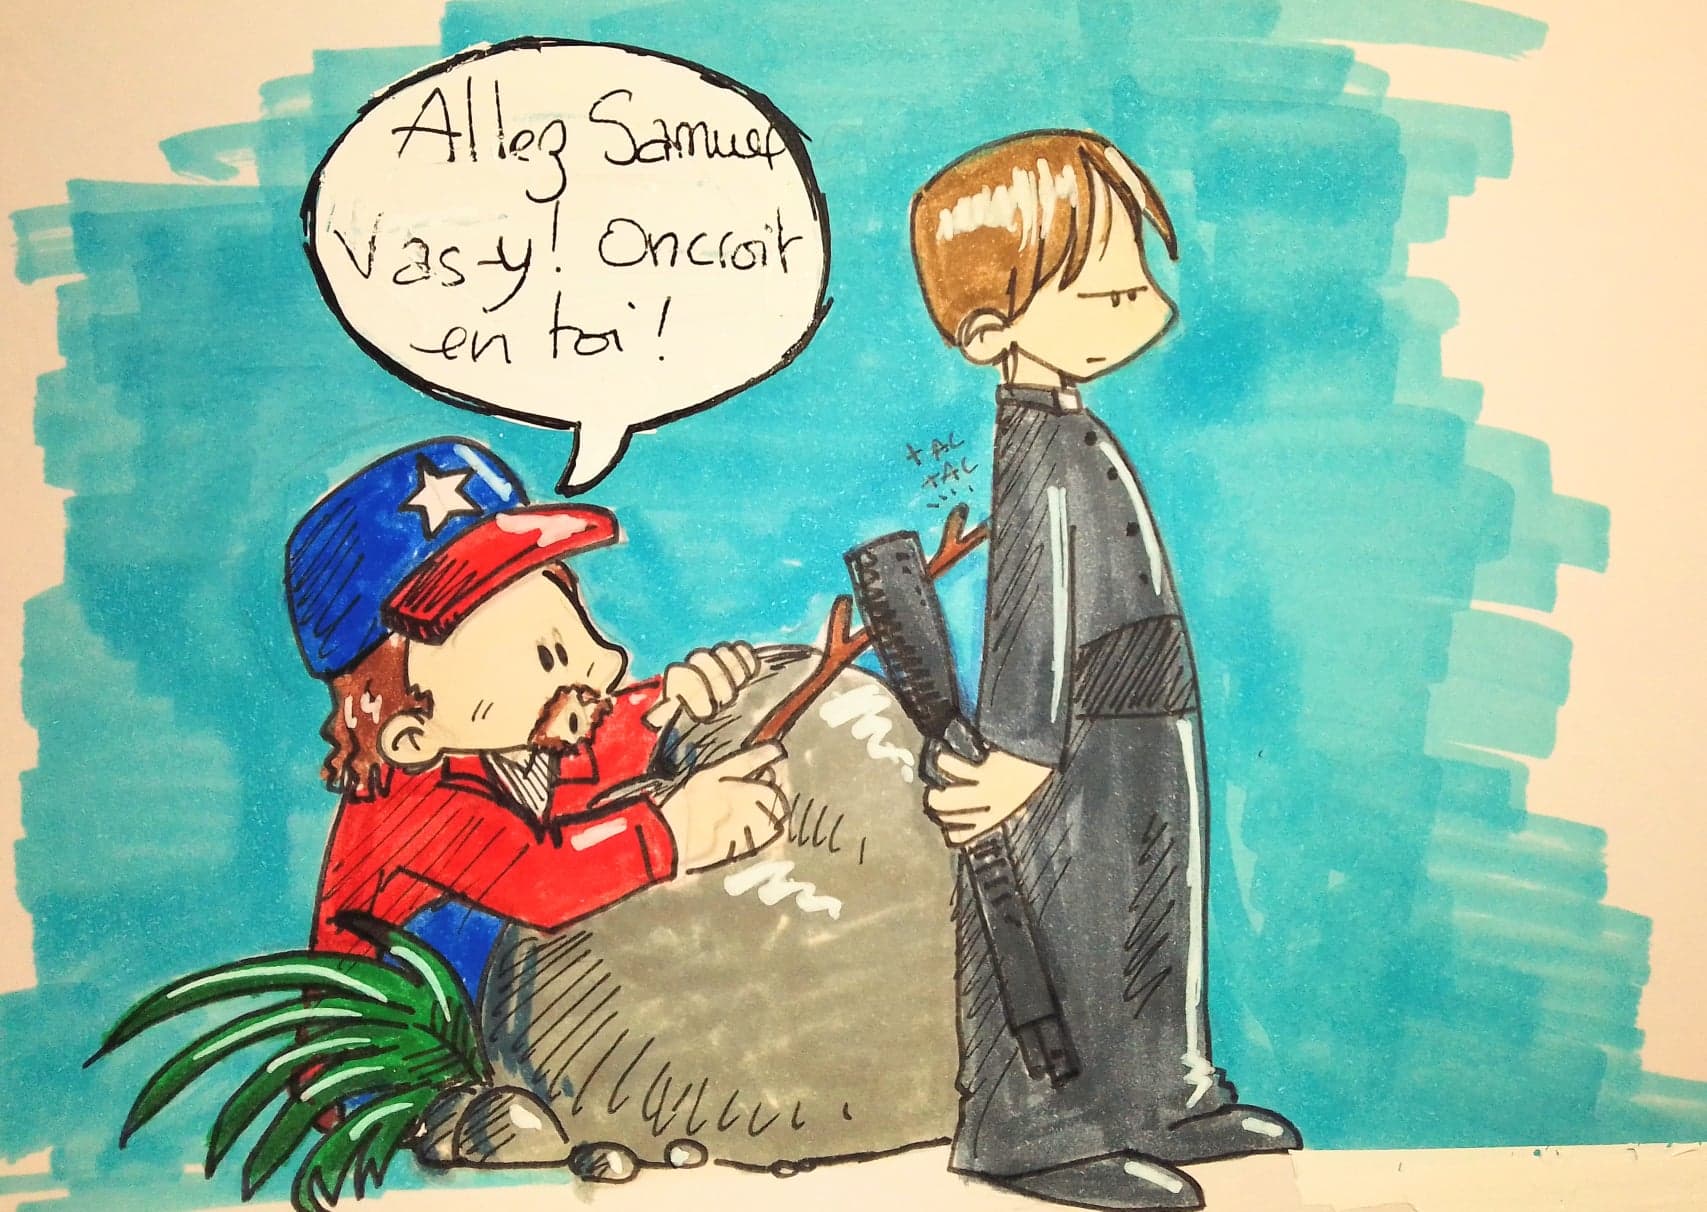 Allez Samuel
Vas-y! On croit
en toi!
TAC
TAC
....